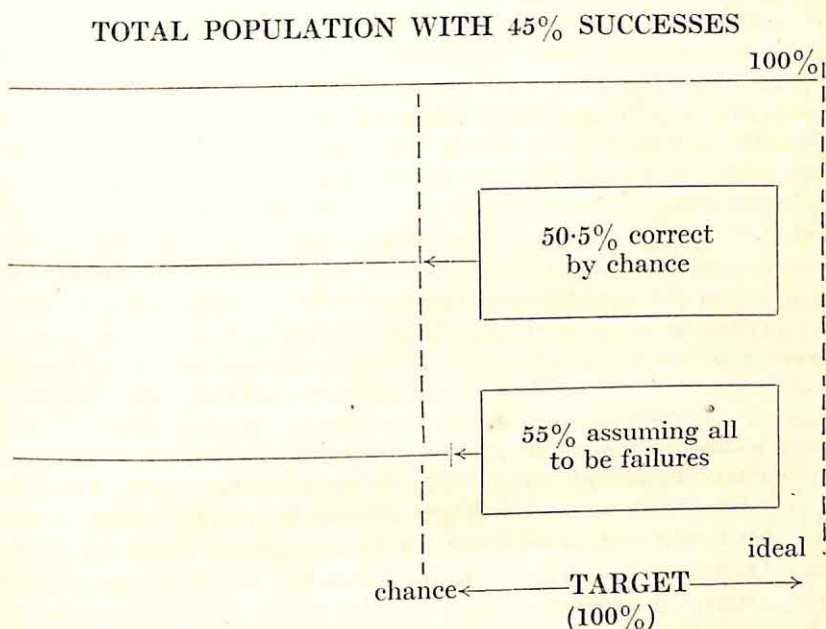 TOTAL POPULATION WITH 45% SUCCESSES
100%
50·5% correct
by chance
55% assuming all
to be failures
ideal
chance
TARGET
(100%)